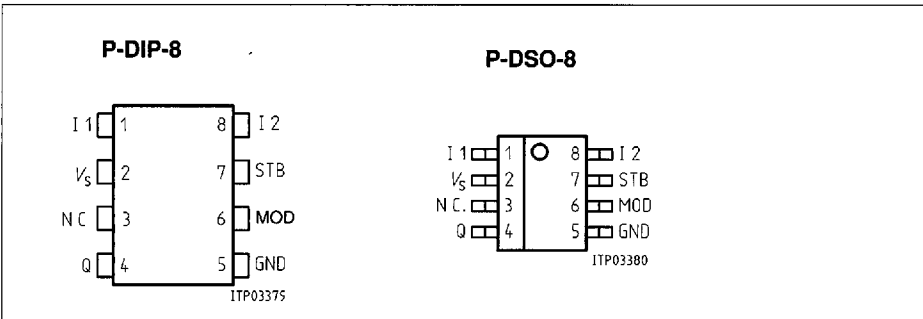 P-DIP-8
I 1 1 8 I 2
VS 2 7 STB
N C 3 6 MOD
Q 4 5 GND
ITP03379
P-DSO-8
I 1 1 8 I 2
VS 2 7 STB
N C. 3 6 MOD
Q 4 5 GND
ITP03380